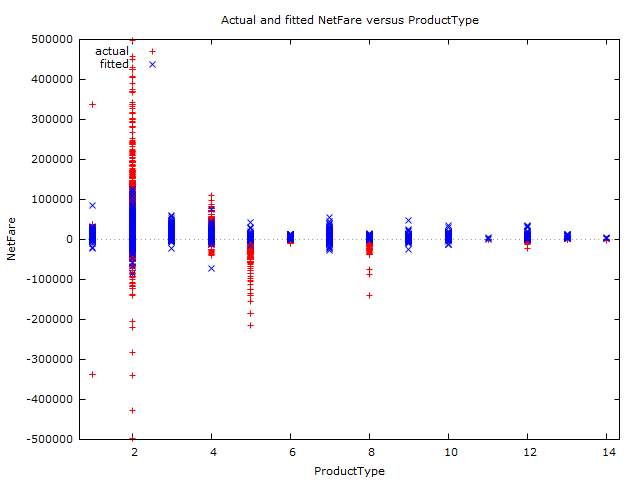 Actual and fitted NetFare versus ProductType
actual
fitted
500000
400000
300000
200000
100000
0
-100000
-200000
-300000
-400000
-500000
NetFare
2 4 6 8 10 12 14
ProductType